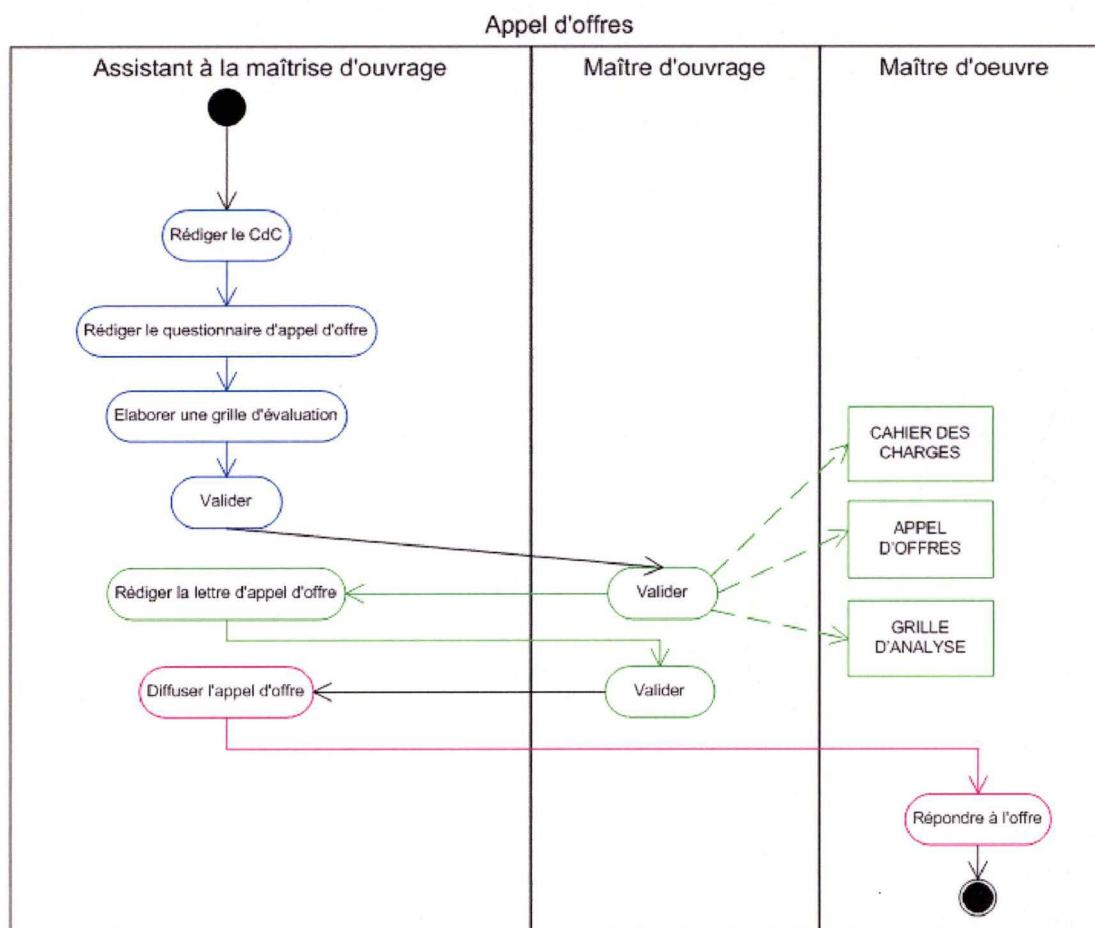 Appel d'offres
Assistant à la maîtrise d'ouvrage
Maître d'ouvrage
Maître d'oeuvre
Rédiger le CdC
Rédiger le questionnaire d'appel d'offre
Elaborer une grille d'évaluation
Valider
CAHIER DES
CHARGES
APPEL
D'OFFRES
Rédiger la lettre d'appel d'offre
Valider
GRILLE
D'ANALYSE
Diffuser l'appel d'offre
Valider
Répondre à l'offre